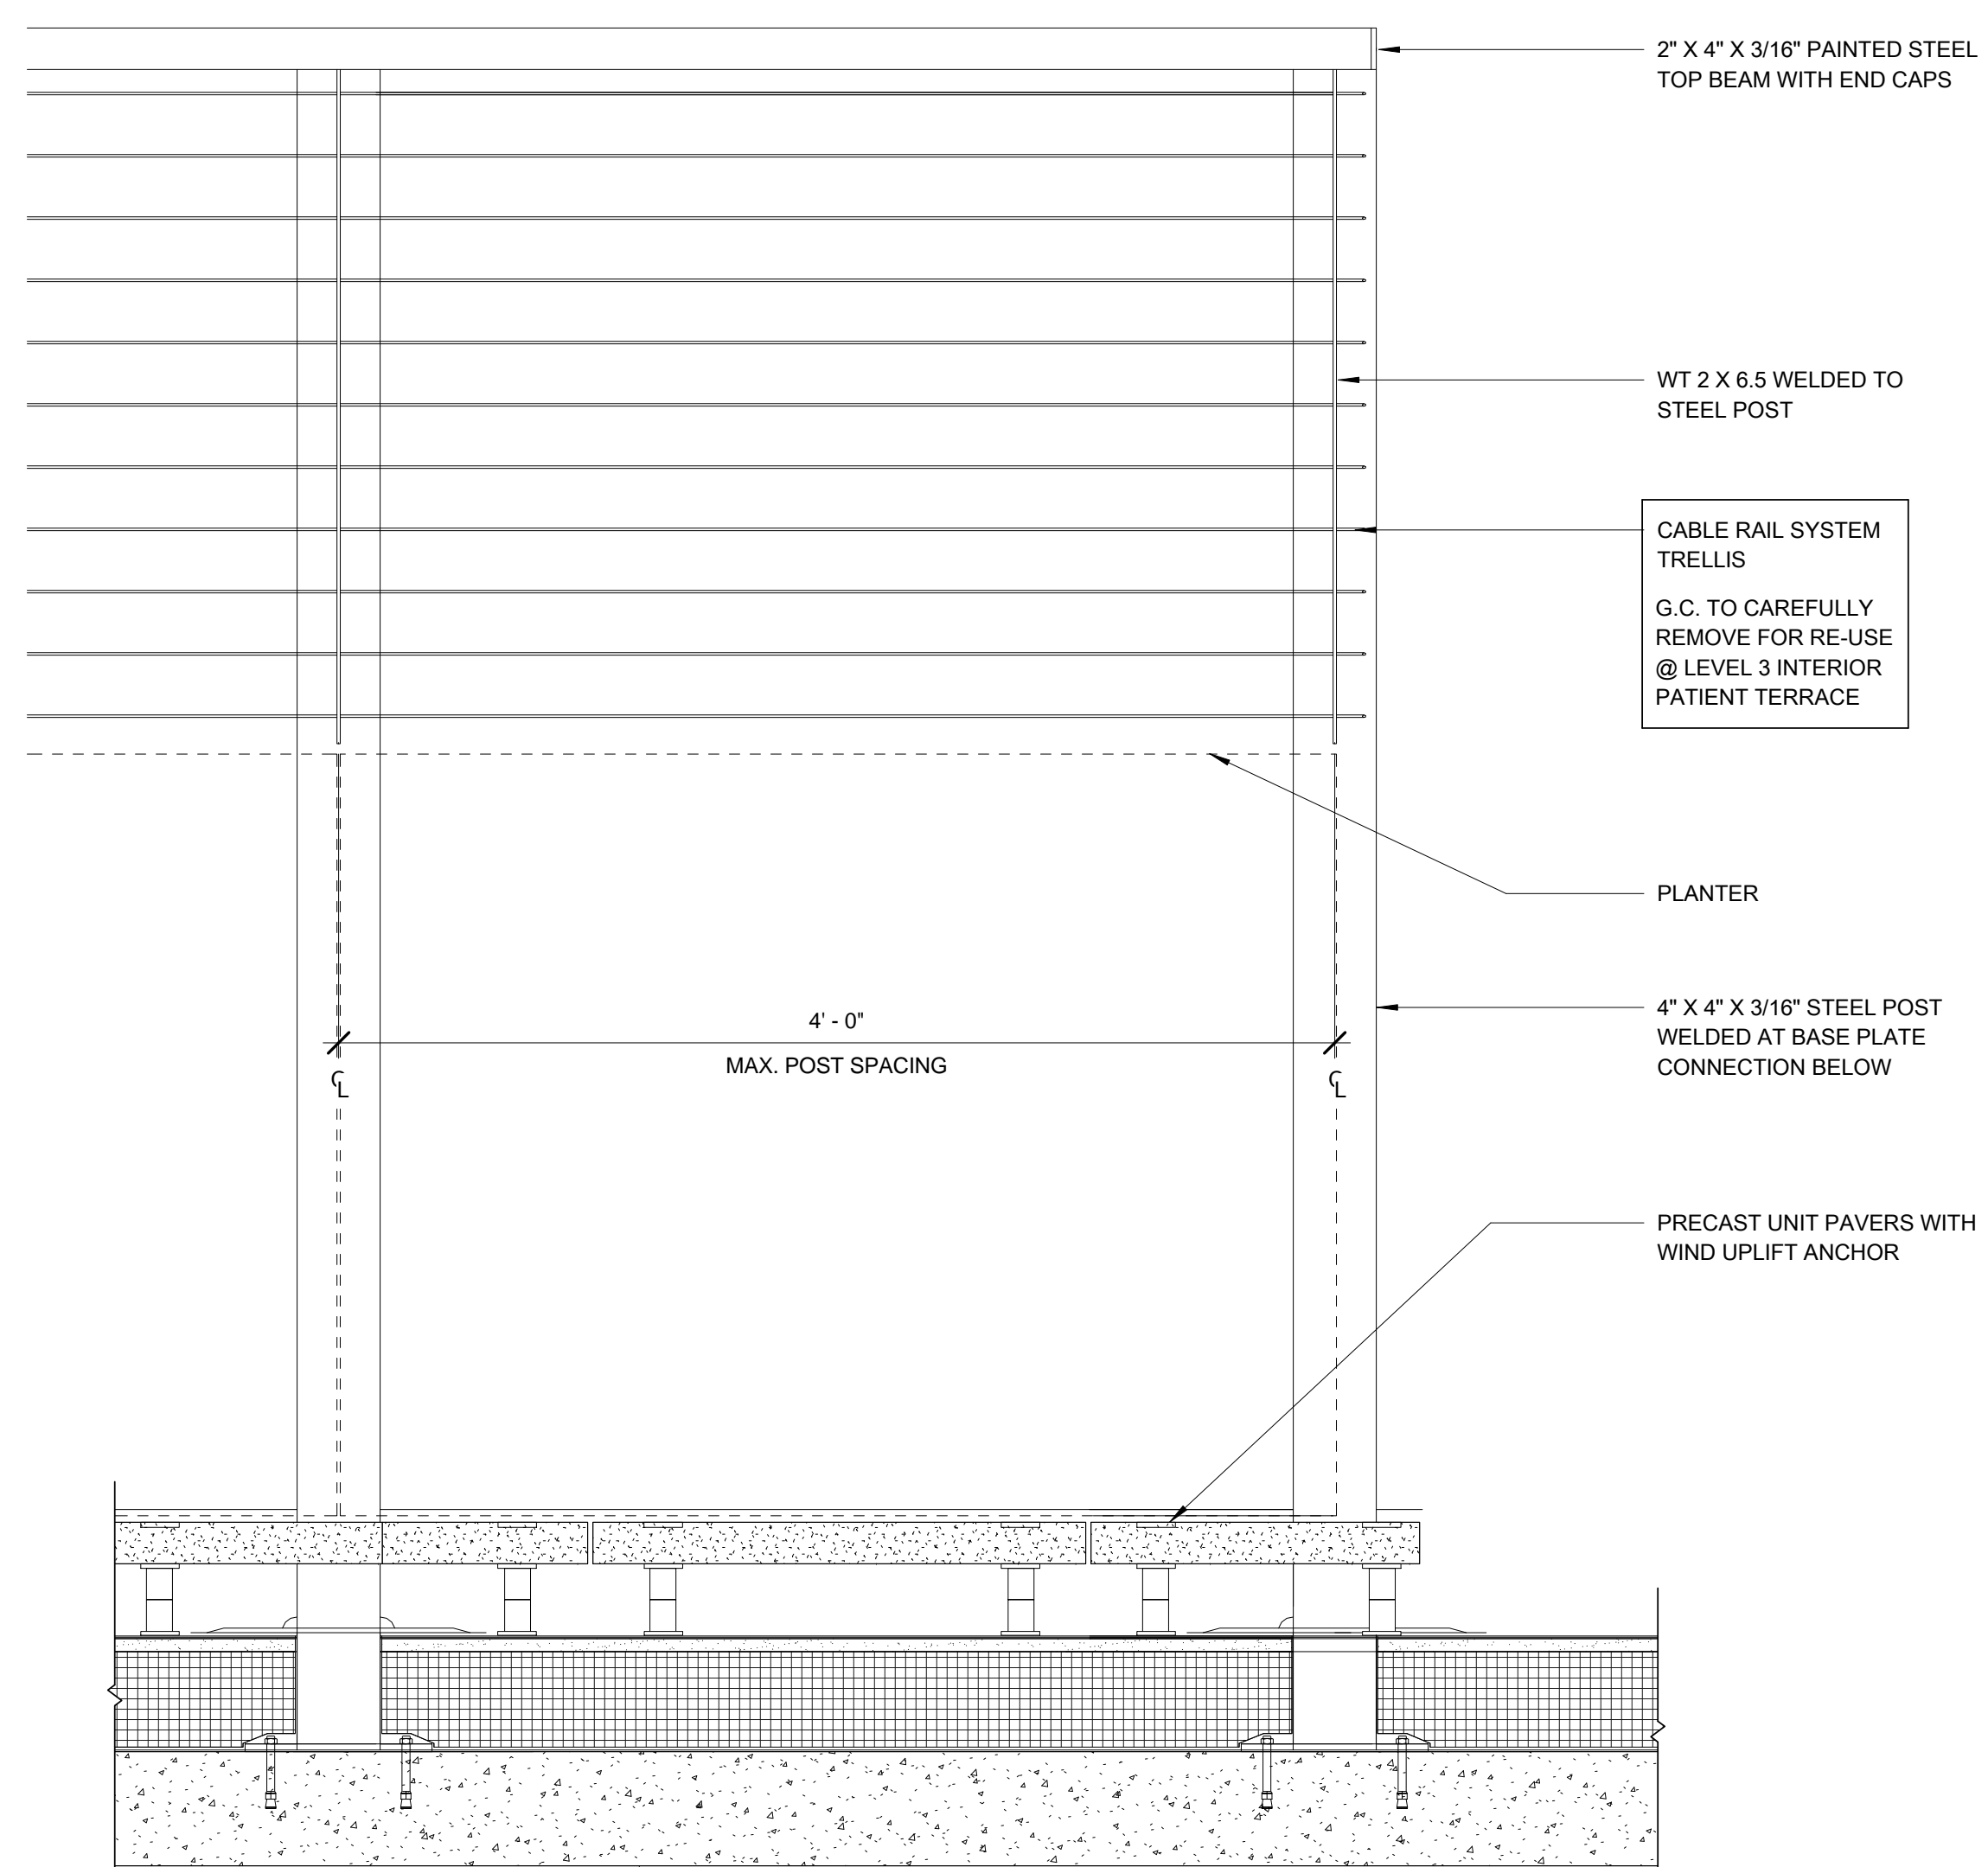 2" X 4" X 3/16" PAINTED STEEL
TOP BEAM WITH END CAPS
WT 2 X 6.5 WELDED TO
STEEL POST
CABLE RAIL SYSTEM
TRELLIS
G.C. TO CAREFULLY
REMOVE FOR RE-USE
@ LEVEL 3 INTERIOR
PATIENT TERRACE
PLANTER
4" X 4" X 3/16" STEEL POST
WELDED AT BASE PLATE
CONNECTION BELOW
4' - 0"
MAX. POST SPACING
℄ ℄
PRECAST UNIT PAVERS WITH
WIND UPLIFT ANCHOR